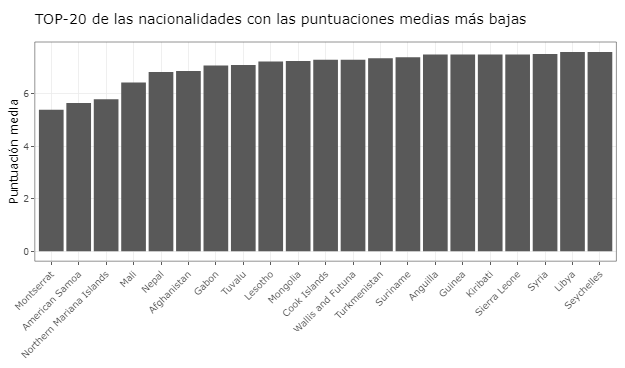 TOP-20 de las nacionalidades con las puntuaciones medias más bajas
Puntuación media
6
4
2
0
Montserrat
American Samoa
Northern Mariana Islands
Mali
Nepal
Afghanistan
Gabon
Tuvalu
Lesotho
Mongolia
Cook Islands
Wallis and Futuna
Turkmenistan
Suriname
Anguilla
Guinea
Kiribati
Sierra Leone
Syria
Libya
Seychelles